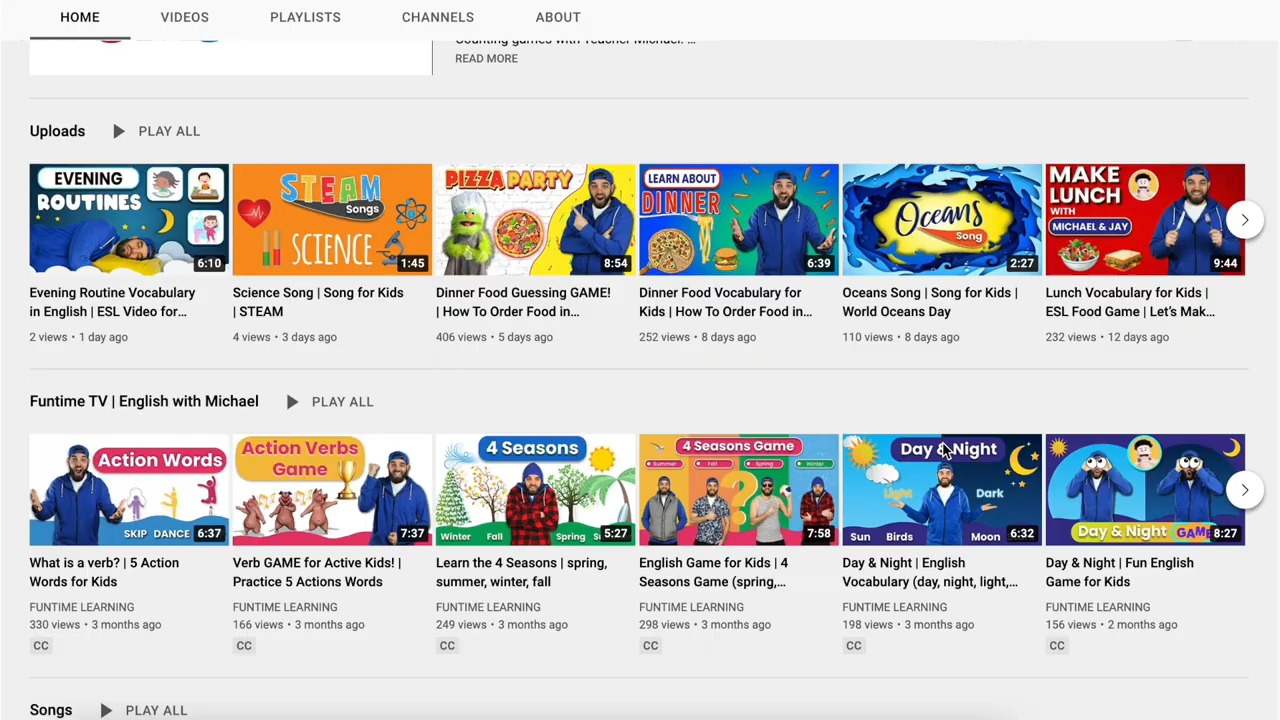 HOME VIDEOS PLAYLISTS CHANNELS ABOUT
Counting games with Teacher Michael. ...
READ MORE
Uploads PLAY ALL
EVENING
ROUTINES
6:10
STEAM
Songs
SCIENCE
1:45
PIZZA PARTY
8:54
LEARN ABOUT
DINNER
6:39
Oceans
Song
2:27
MAKE
LUNCH
WITH
MICHAEL & JAY
9:44
Evening Routine Vocabulary
in English | ESL Video for...
2 views • 1 day ago
Science Song | Song for Kids
| STEAM
4 views • 3 days ago
Dinner Food Guessing GAME!
| How To Order Food in...
406 views • 5 days ago
Dinner Food Vocabulary for
Kids | How To Order Food in...
252 views • 8 days ago
Oceans Song | Song for Kids |
World Oceans Day
110 views • 8 days ago
Lunch Vocabulary for Kids |
ESL Food Game | Let's Mak...
232 views • 12 days ago
Funtime TV | English with Michael PLAY ALL
Action Words
SKIP DANCE 6:37
Action Verbs
Game
7:37
4 Seasons
Winter Fall Spring 5:27
4 Seasons Game
Summer Fall Spring Winter
7:58
Day & Night
Light Dark
Sun Birds Moon 6:32
Day & Night GAME 8:27
What is a verb? | 5 Action
Words for Kids
FUNTIME LEARNING
330 views • 3 months ago
CC
Verb GAME for Active Kids! |
Practice 5 Actions Words
FUNTIME LEARNING
166 views • 3 months ago
CC
Learn the 4 Seasons | spring,
summer, winter, fall
FUNTIME LEARNING
249 views • 3 months ago
CC
English Game for Kids | 4
Seasons Game (spring,...
FUNTIME LEARNING
298 views • 3 months ago
CC
Day & Night | English
Vocabulary (day, night, light,...
FUNTIME LEARNING
198 views • 3 months ago
CC
Day & Night | Fun English
Game for Kids
FUNTIME LEARNING
156 views • 2 months ago
CC
Songs PLAY ALL